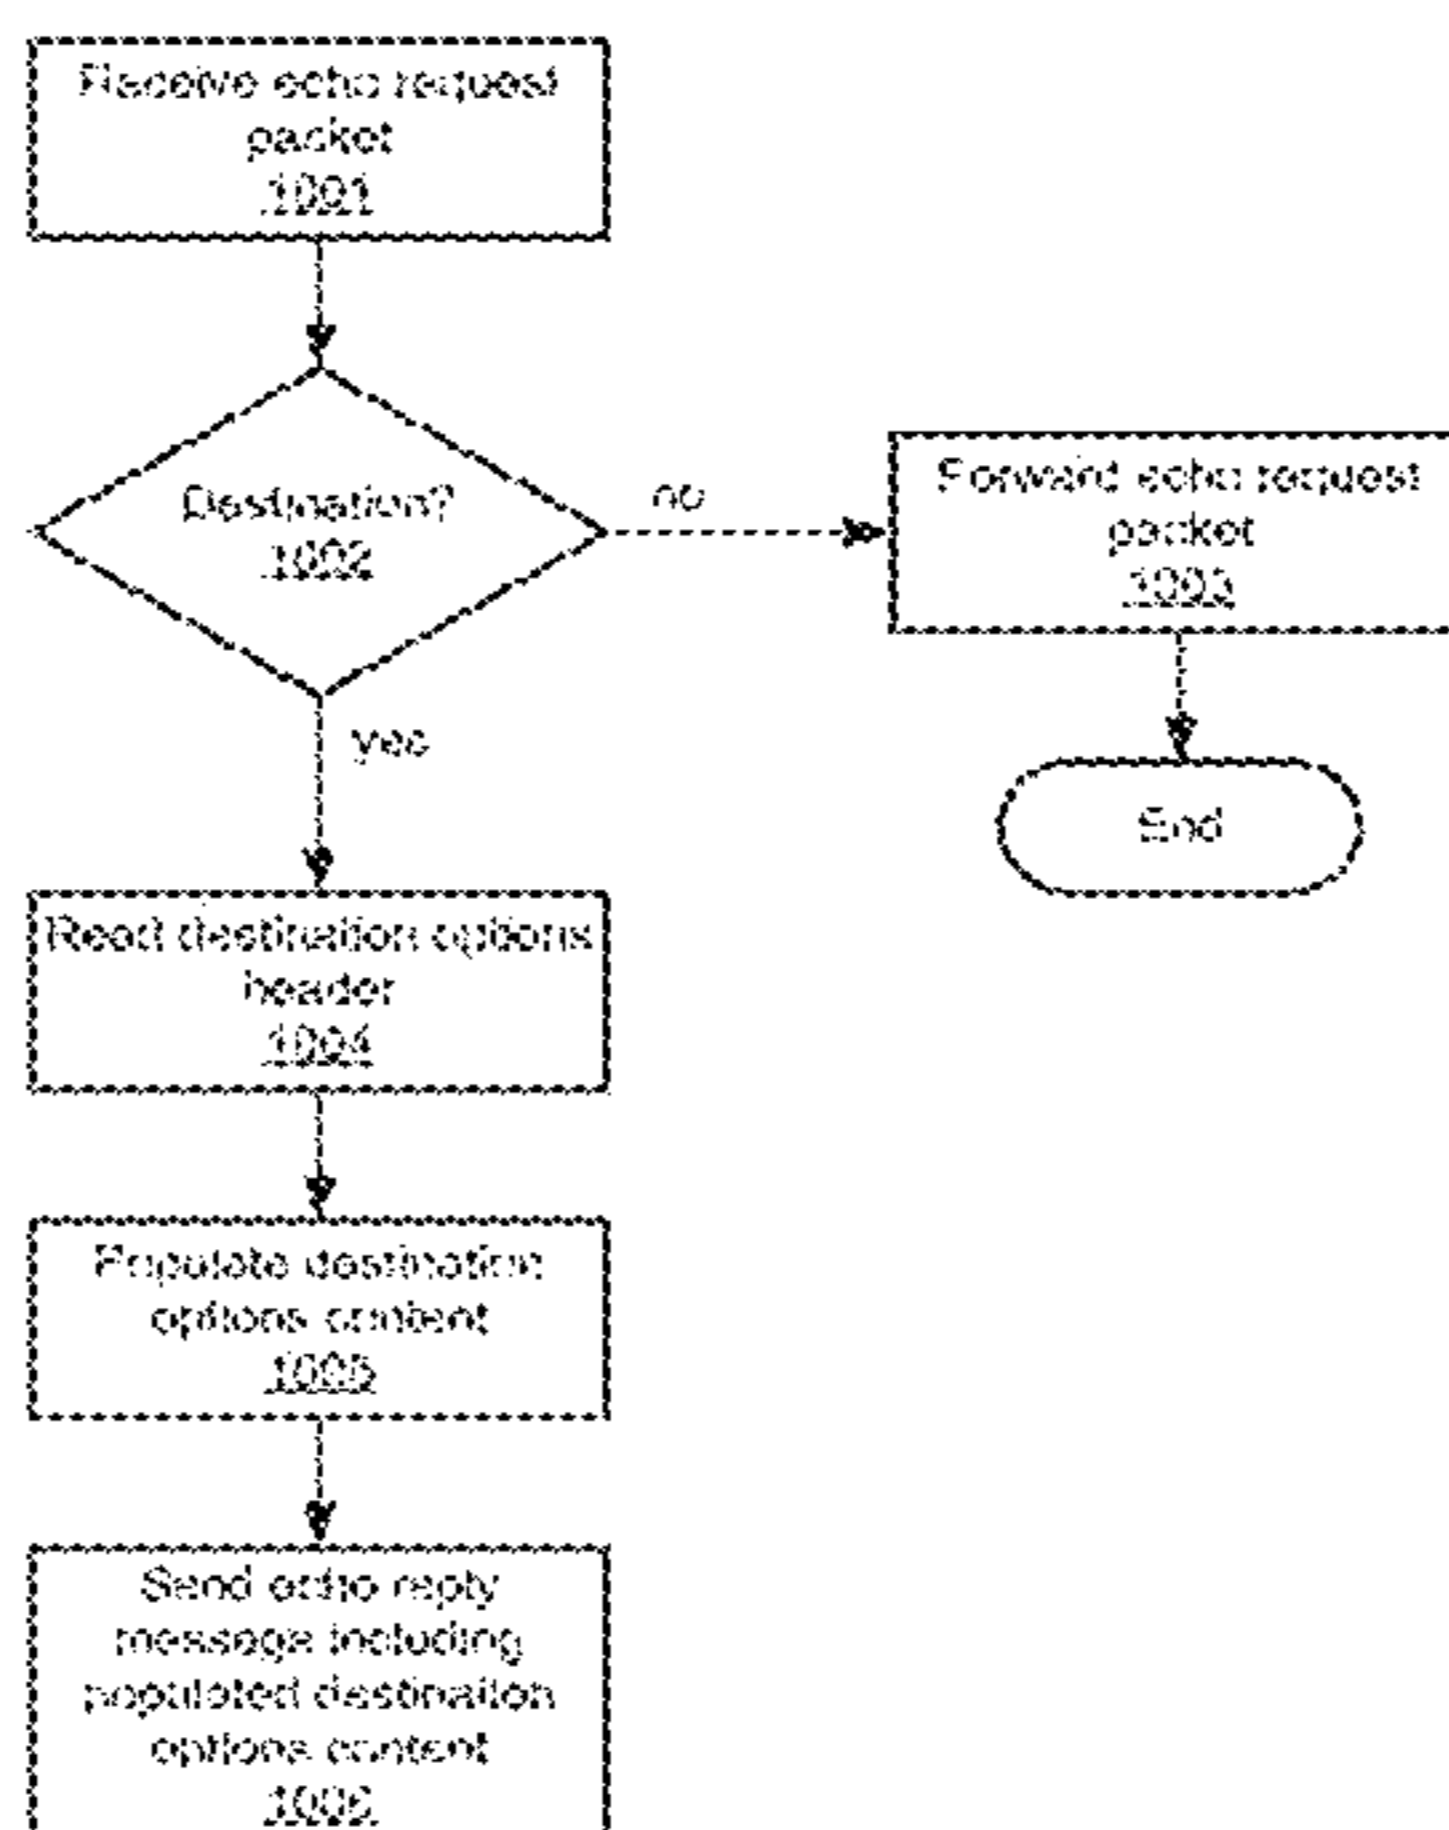 Receive echo request
packet
1001
Destination?
1002
no
Forward echo request
packet
1003
End
yes
Read destination options
header
1004
Populate destination
options content
1005
Send echo reply
message including
populated destination
options content
1006